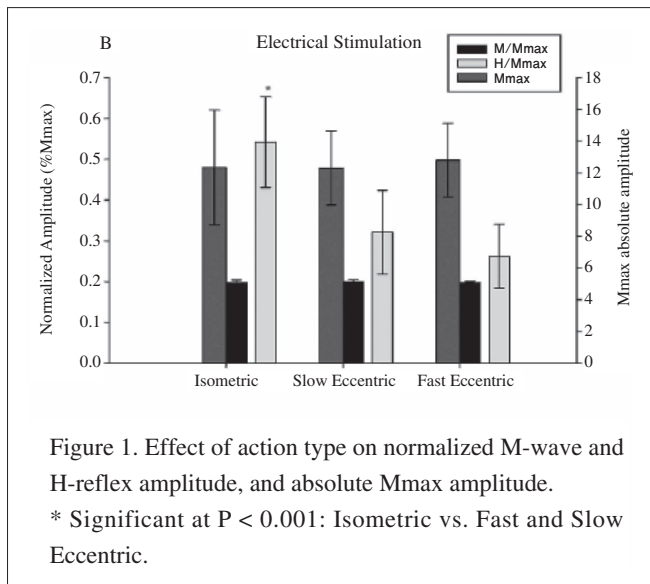 B
Electrical Stimulation
M/Mmax
H/Mmax
Mmax
Normalized Amplitude (%Mmax)
0.7
0.6
0.5
0.4
0.3
0.2
0.1
0.0
*
18
16
14
12
10
8
6
4
2
0
Mmax absolute amplitude
Isometric
Slow Eccentric
Fast Eccentric
Figure 1. Effect of action type on normalized M-wave and
H-reflex amplitude, and absolute Mmax amplitude.
* Significant at P < 0.001: Isometric vs. Fast and Slow
Eccentric.